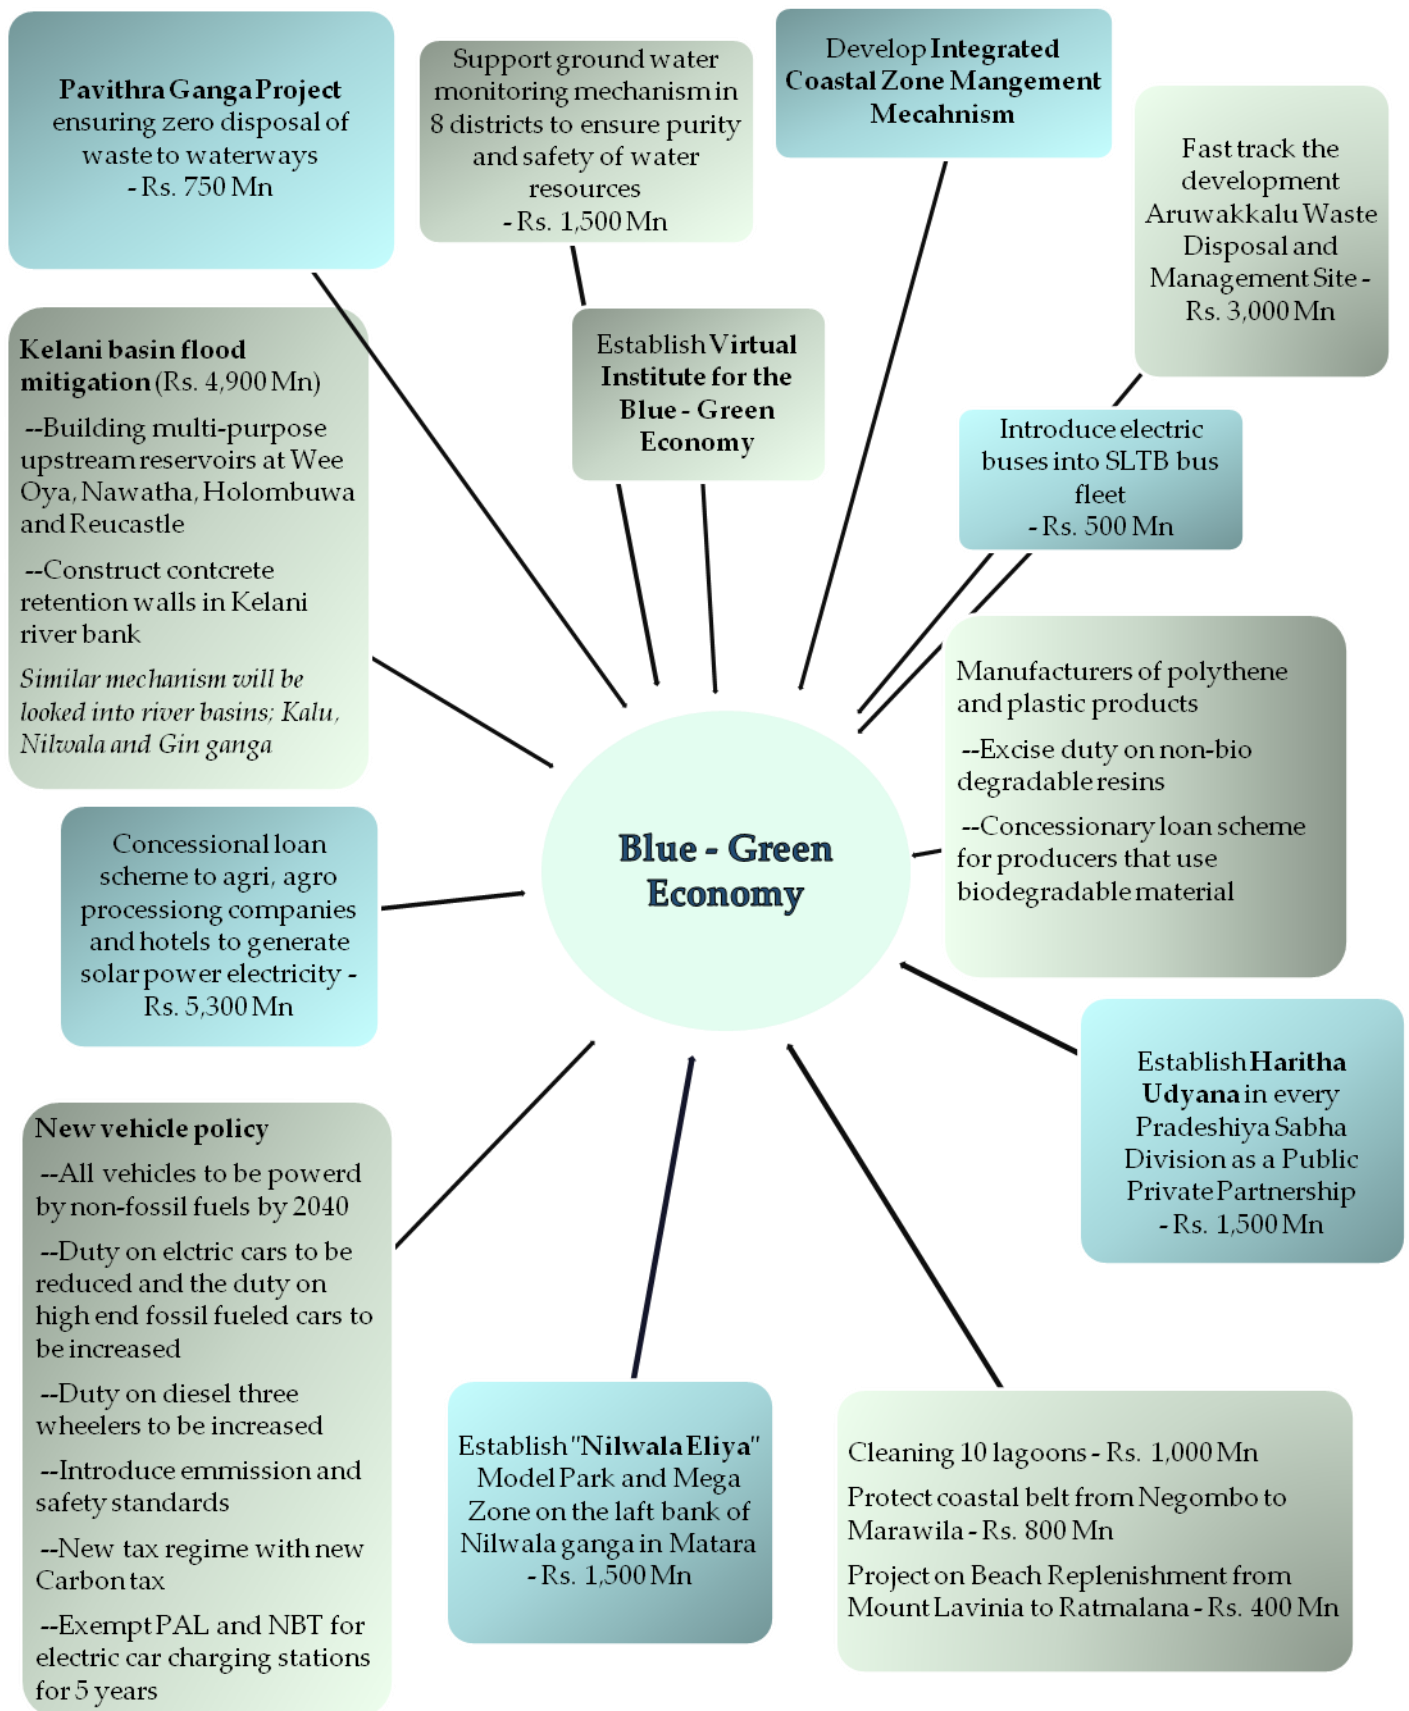 Pavithra Ganga Project
ensuring zero disposal of
waste to waterways
- Rs. 750 Mn
Support ground water
monitoring mechanism in
8 districts to ensure purity
and safety of water
resources
- Rs. 1,500 Mn
Develop Integrated
Coastal Zone Mangement
Mecahnism
Fast track the
development
Aruwakkalu Waste
Disposal and
Management Site -
Rs. 3,000 Mn
Kelani basin flood
mitigation (Rs. 4,900 Mn)
--Building multi-purpose
upstream reservoirs at Wee
Oya, Nawatha, Holombuwa
and Reucastle
--Construct contcrete
retention walls in Kelani
river bank
Similar mechanism will be
looked into river basins; Kalu,
Nilwala and Gin ganga
Establish Virtual
Institute for the
Blue - Green
Economy
Introduce electric
buses into SLTB bus
fleet
- Rs. 500 Mn
Manufacturers of polythene
and plastic products
--Excise duty on non-bio
degradable resins
--Concessionary loan scheme
for producers that use
biodegradable material
Blue - Green
Economy
Concessional loan
scheme to agri, agro
processiong companies
and hotels to generate
solar power electricity -
Rs. 5,300 Mn
Establish Haritha
Udyana in every
Pradeshiya Sabha
Division as a Public
Private Partnership
- Rs. 1,500 Mn
New vehicle policy
--All vehicles to be powerd
by non-fossil fuels by 2040
--Duty on elctric cars to be
reduced and the duty on
high end fossil fueled cars to
be increased
--Duty on diesel three
wheelers to be increased
--Introduce emmission and
safety standards
--New tax regime with new
Carbon tax
--Exempt PAL and NBT for
electric car charging stations
for 5 years
Establish "Nilwala Eliya"
Model Park and Mega
Zone on the laft bank of
Nilwala ganga in Matara
- Rs. 1,500 Mn
Cleaning 10 lagoons - Rs. 1,000 Mn
Protect coastal belt from Negombo to
Marawila - Rs. 800 Mn
Project on Beach Replenishment from
Mount Lavinia to Ratmalana - Rs. 400 Mn